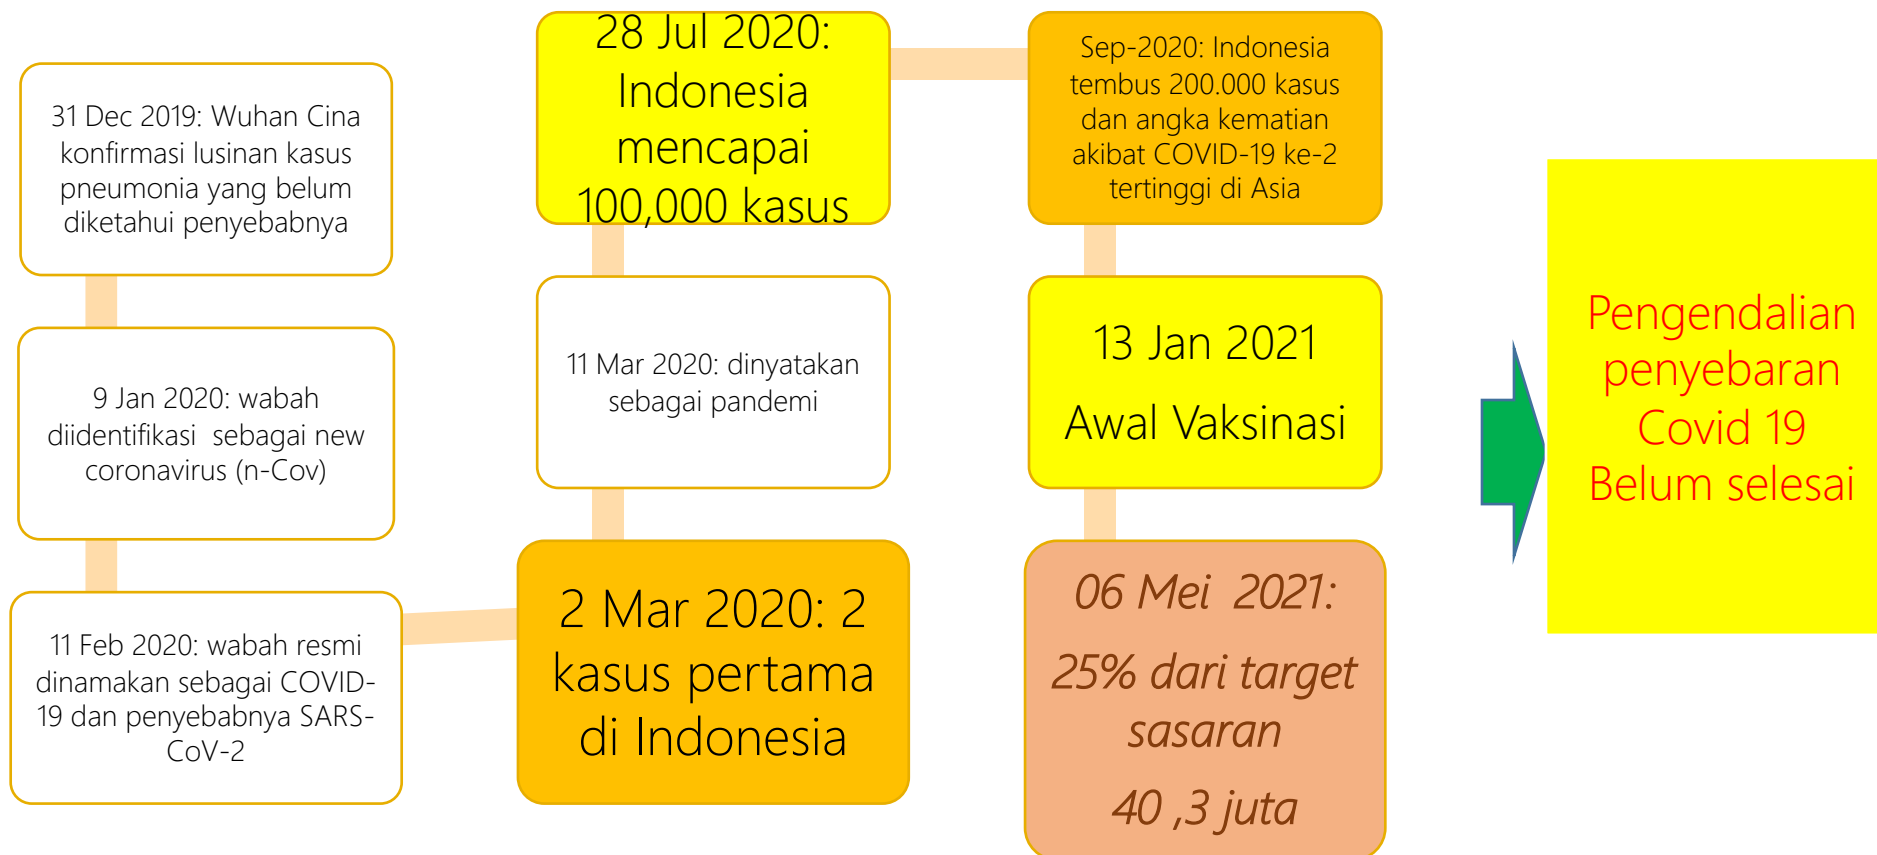 31 Dec 2019: Wuhan Cina
konfirmasi lusinan kasus
pneumonia yang belum
diketahui penyebabnya
9 Jan 2020: wabah
diidentifikasi sebagai new
coronavirus (n-Cov)
11 Feb 2020: wabah resmi
dinamakan sebagai COVID-
19 dan penyebabnya SARS-
CoV-2
2 Mar 2020: 2
kasus pertama
di Indonesia
11 Mar 2020: dinyatakan
sebagai pandemi
28 Jul 2020:
Indonesia
mencapai
100,000 kasus
Sep-2020: Indonesia
tembus 200.000 kasus
dan angka kematian
akibat COVID-19 ke-2
tertinggi di Asia
13 Jan 2021
Awal Vaksinasi
06 Mei 2021:
25% dari target
sasaran
40 ,3 juta
Pengendalian
penyebaran
Covid 19
Belum selesai